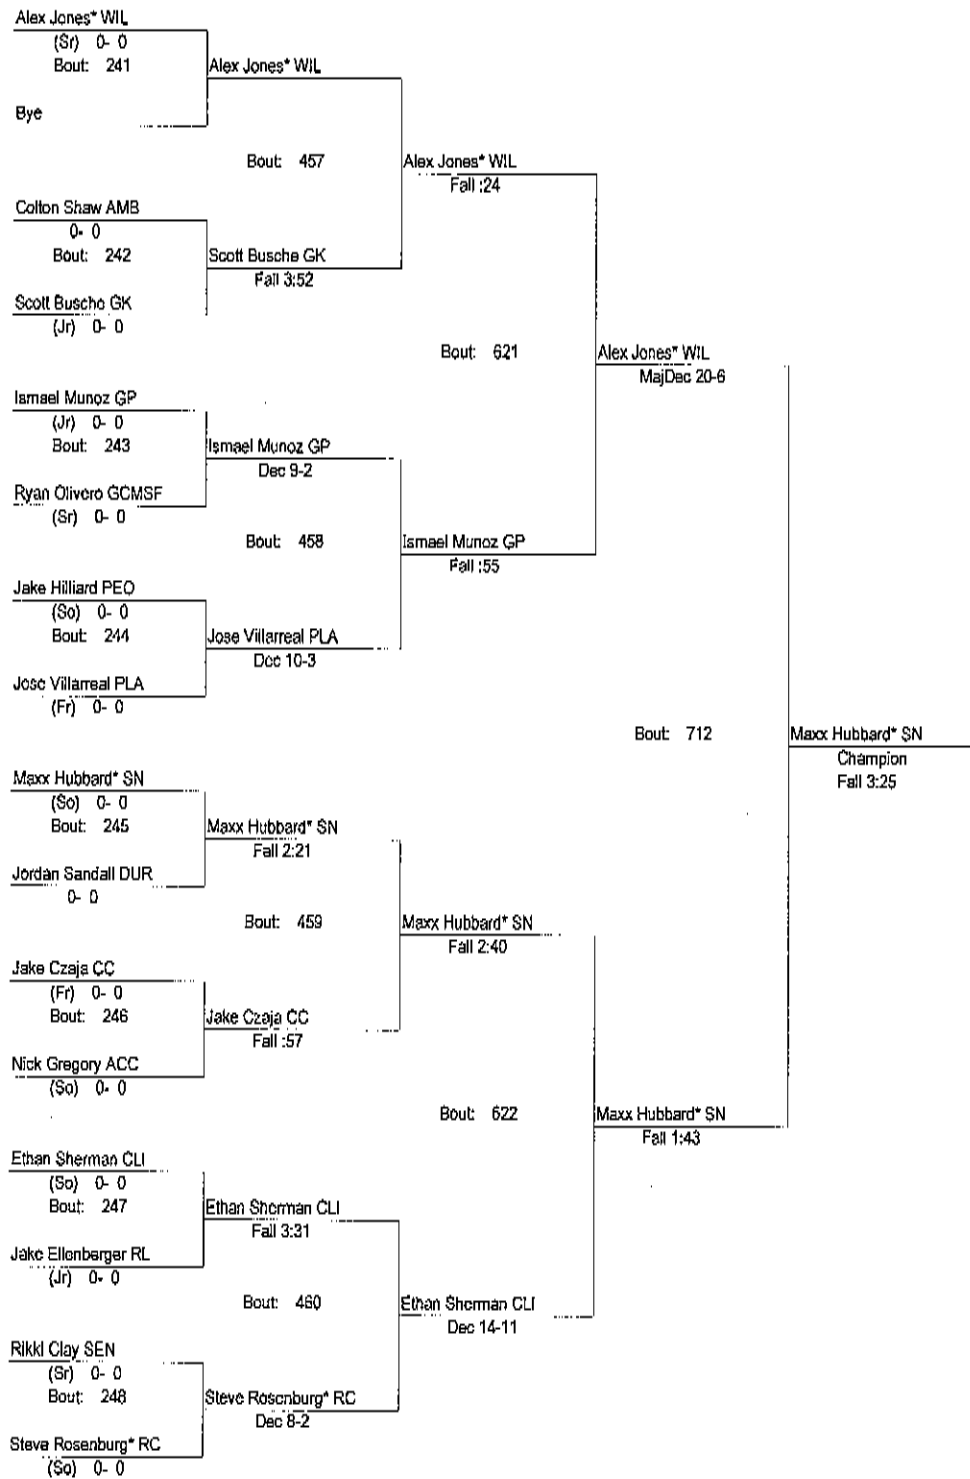 Alex Jones* WIL
(Sr) 0- 0
Bout: 241
Alex Jones* WIL
Bye
Bout: 457
Alex Jones* WIL
Fall :24
Colton Shaw AMB
0- 0
Bout: 242
Scott Busche GK
Fall 3:52
Scott Busche GK
(Jr) 0- 0
Bout: 621
Alex Jones* WIL
MajDec 20-6
Ismael Munoz GP
(Jr) 0- 0
Bout: 243
Ismael Munoz GP
Dec 9-2
Ryan Olivero GCMSF
(Sr) 0- 0
Bout: 458
Ismael Munoz GP
Fall :55
Jake Hilliard PEO
(So) 0- 0
Bout: 244
Jose Villarreal PLA
Dec 10-3
Jose Villarreal PLA
(Fr) 0- 0
Bout: 712
Maxx Hubbard* SN
Champion
Fall 3:25
Maxx Hubbard* SN
(So) 0- 0
Bout: 245
Maxx Hubbard* SN
Fall 2:21
Jordan Sandall DUR
0- 0
Bout: 459
Maxx Hubbard* SN
Fall 2:40
Jake Czaja CC
(Fr) 0- 0
Bout: 246
Jake Czaja CC
Fall :57
Nick Gregory ACC
(So) 0- 0
Bout: 622
Maxx Hubbard* SN
Fall 1:43
Ethan Sherman CLI
(So) 0- 0
Bout: 247
Ethan Sherman CLI
Fall 3:31
Jake Ellenberger RL
(Jr) 0- 0
Bout: 460
Ethan Sherman CLI
Dec 14-11
Rikki Clay SEN
(Sr) 0- 0
Bout: 248
Steve Rosenburg* RC
Dec 8-2
Steve Rosenburg* RC
(So) 0- 0